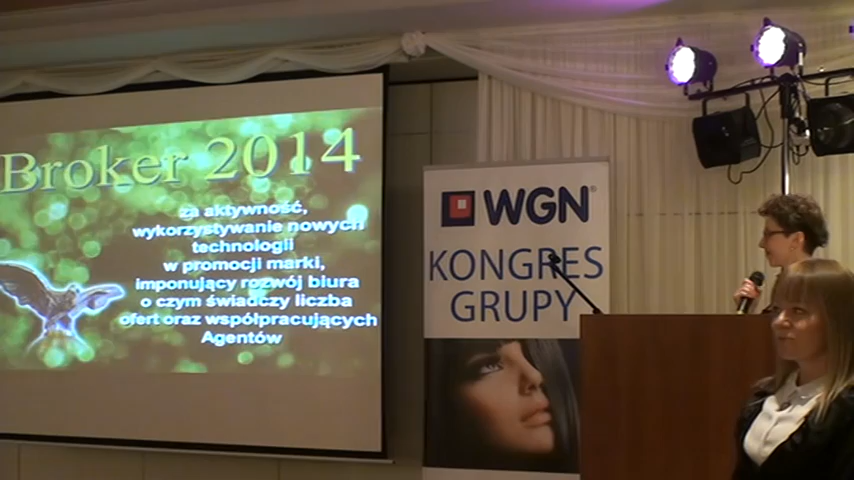 Broker 2014
za aktywność,
wykorzystywanie nowych
technologii
w promocji marki,
imponujący rozwój biura
o czym świadczy liczba
ofert oraz współpracujących
Agentów
WGN®
KONGRES
GRUPY